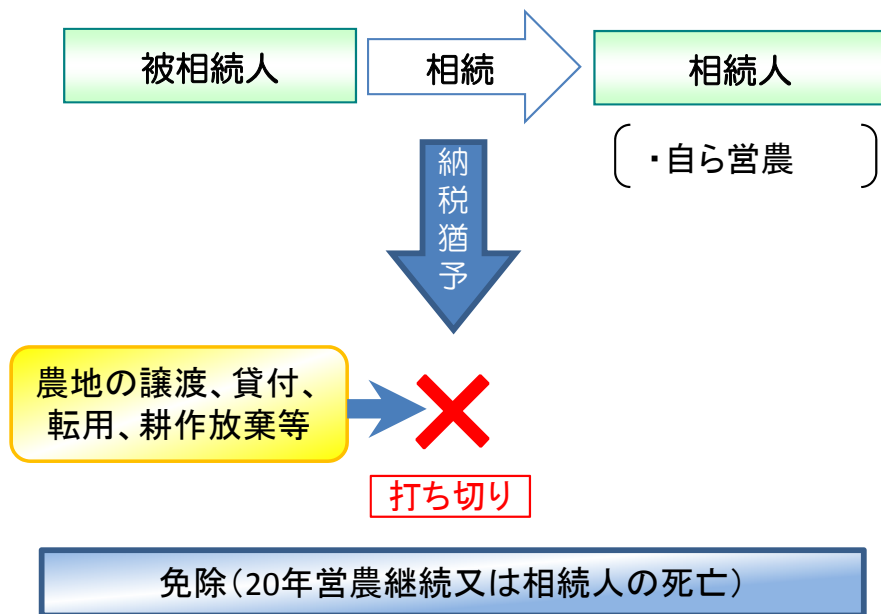 被相続人
相続
相続人
・自ら営農
納税猶予
農地の譲渡、貸付、
転用、耕作放棄等
打ち切り
免除(20年営農継続又は相続人の死亡)